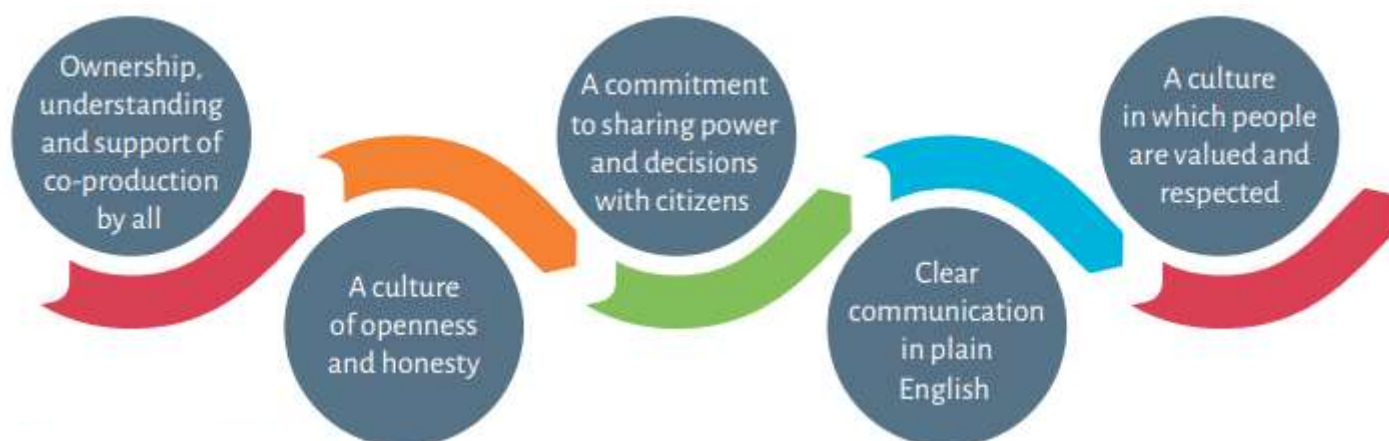 Ownership,
understanding
and support of
co-production
by all
A culture
of openness
and honesty
A commitment
to sharing power
and decisions
with citizens
Clear
communication
in plain
English
A culture
in which people
are valued and
respected